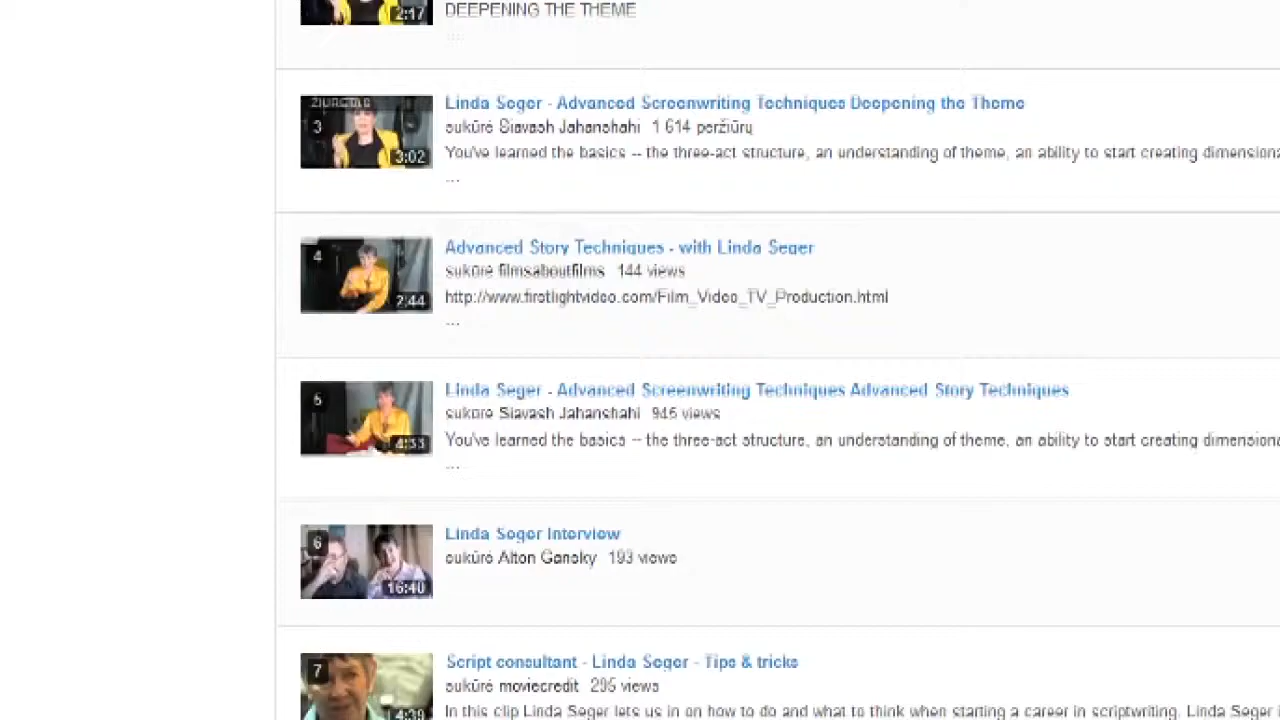 2:17
DEEPENING THE THEME
...
3
3:02
Linda Seger - Advanced Screenwriting Techniques Deepening the Theme
sukūrė Siavash Jahanshahi 1 614 peržiūrų
You've learned the basics -- the three-act structure, an understanding of theme, an ability to start creating dimensiona
...
4
2:44
Advanced Story Techniques - with Linda Seger
sukūrė filmsaboutfilms 144 views
http://www.firstlightvideo.com/Film_Video_TV_Production.html
...
5
4:33
Linda Seger - Advanced Screenwriting Techniques Advanced Story Techniques
sukūrė Siavash Jahanshahi 946 views
You've learned the basics -- the three-act structure, an understanding of theme, an ability to start creating dimensiona
...
6
16:40
Linda Seger Interview
sukūrė Alton Gansky 193 views
7
4:39
Script consultant - Linda Seger - Tips & tricks
sukūrė moviecredit 295 views
In this clip Linda Seger lets us in on how to do and what to think when starting a career in scriptwriting. Linda Seger i